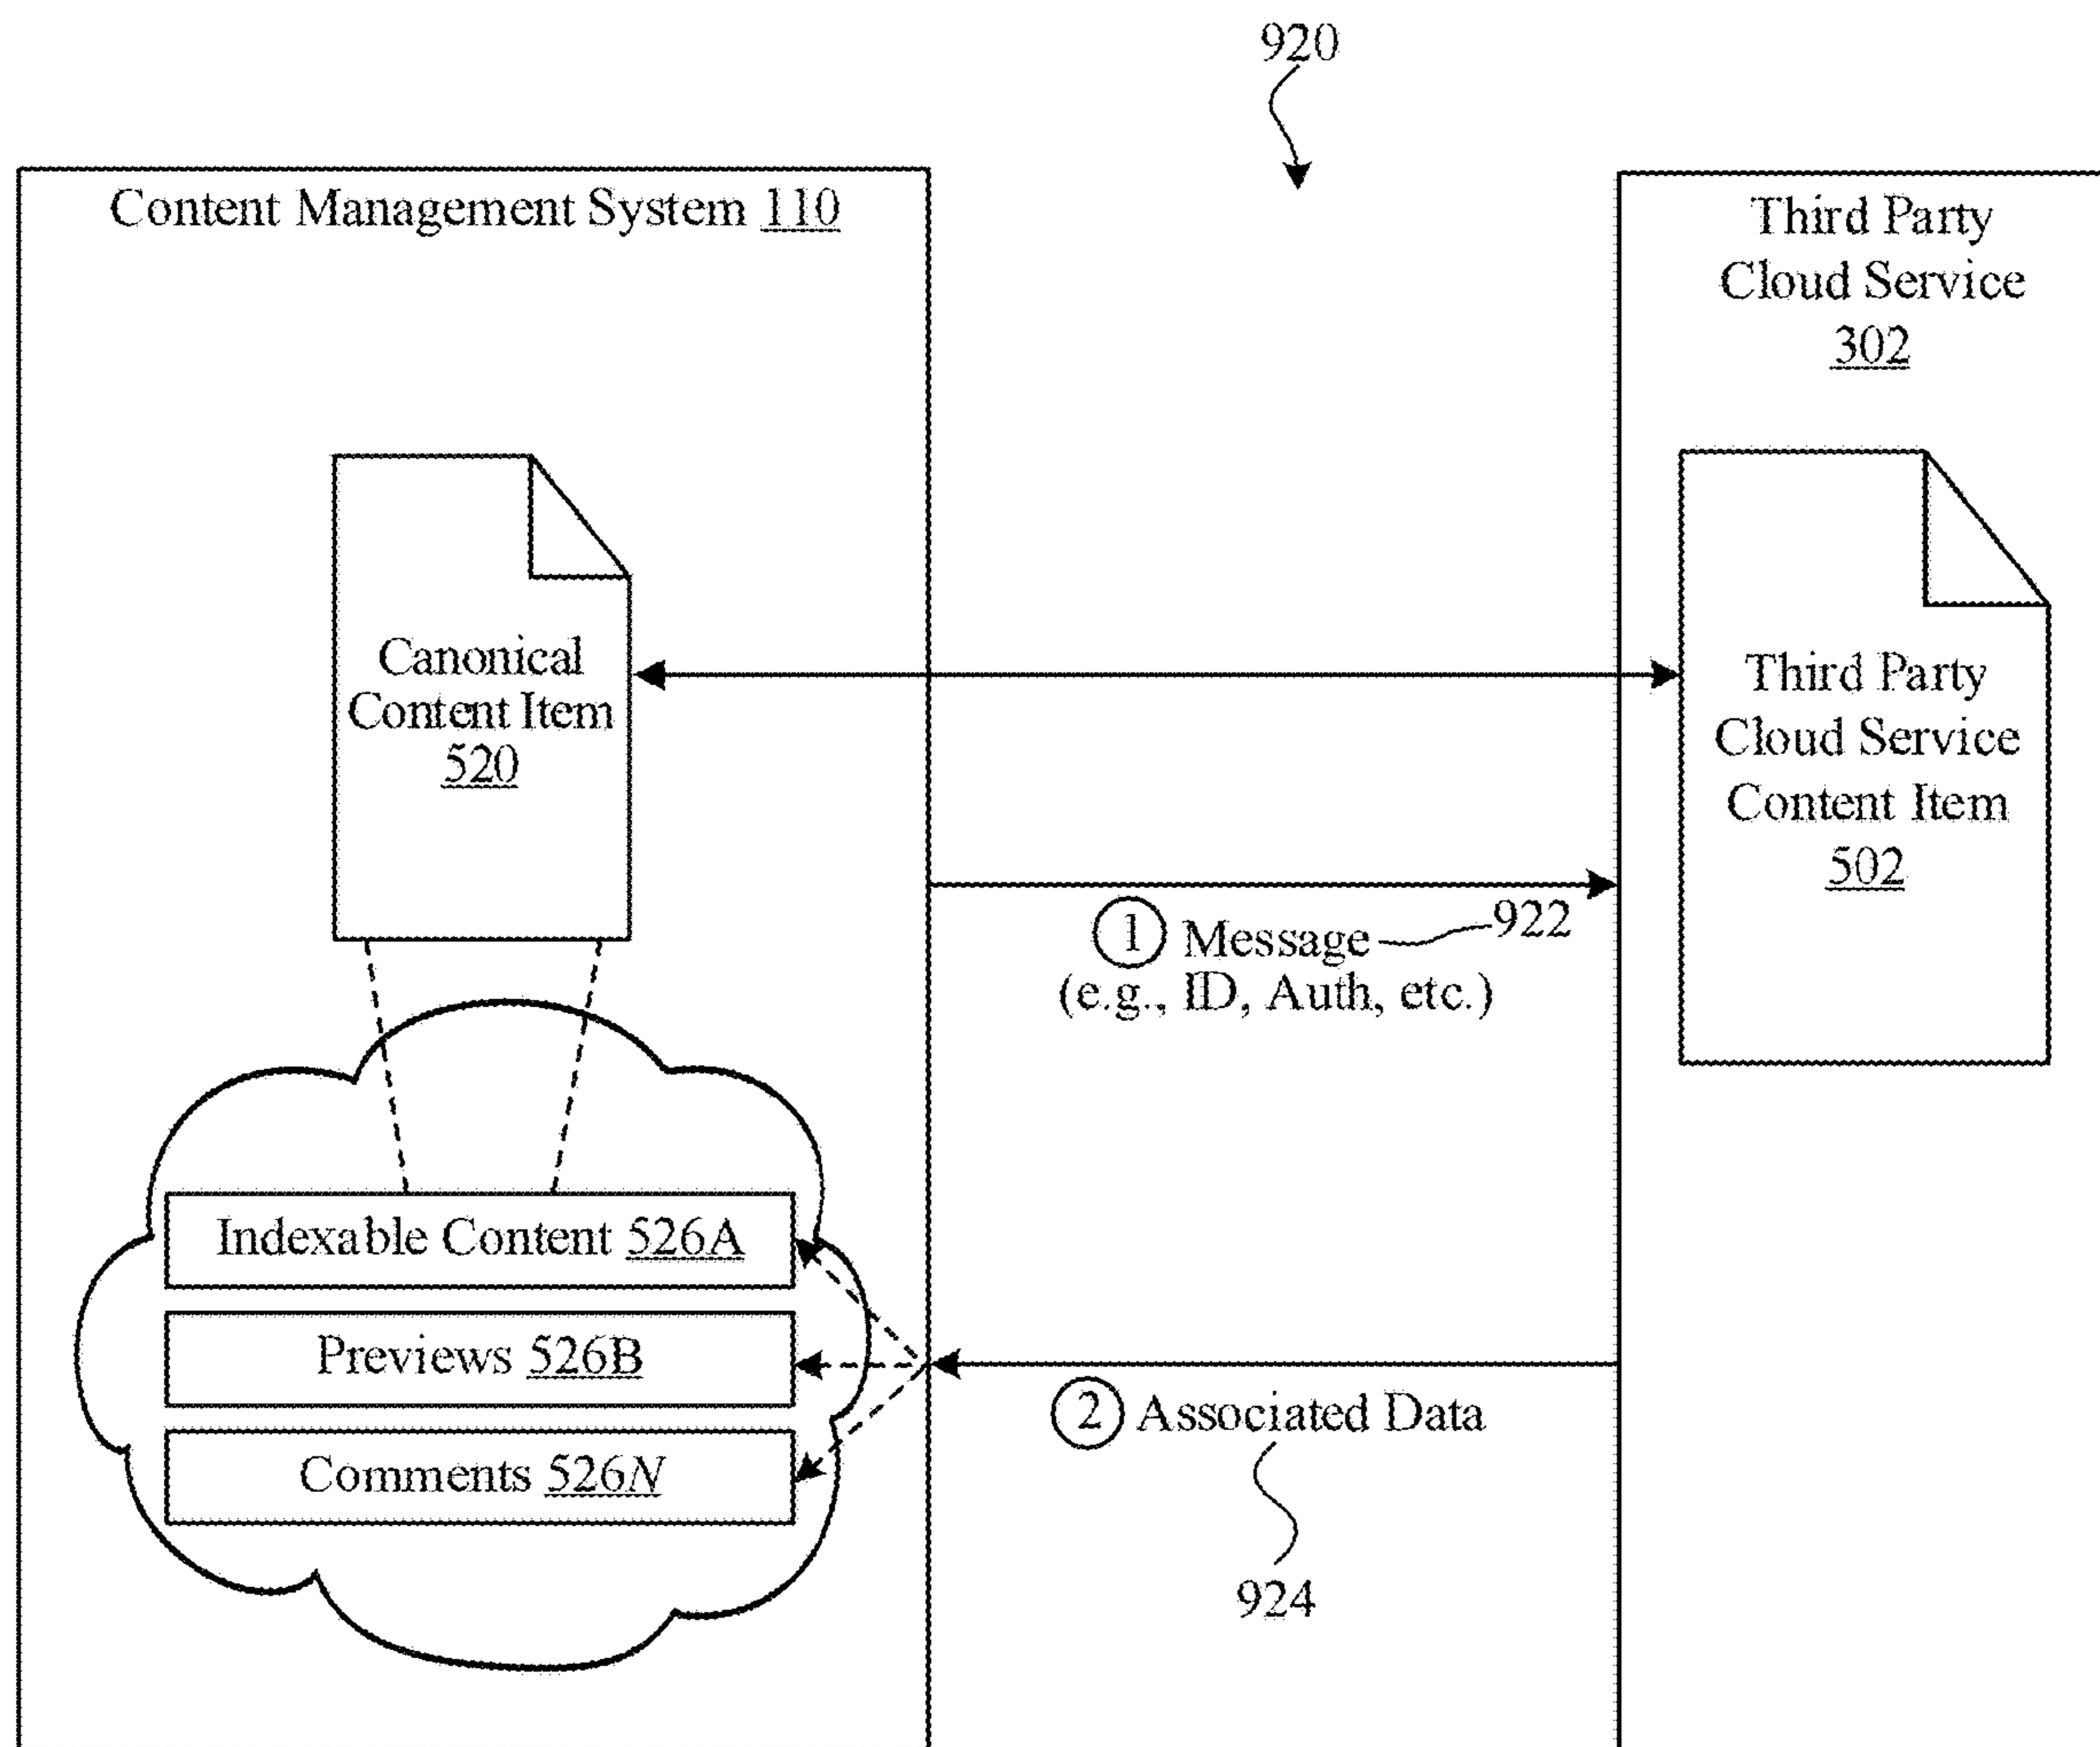 920
Content Management System 110
Third Party
Cloud Service
302
Canonical
Content Item
520
Third Party
Cloud Service
Content Item
502
1 Message 922
(e.g., ID, Auth, etc.)
Indexable Content 526A
Previews 526B
Comments 526N
2 Associated Data
924